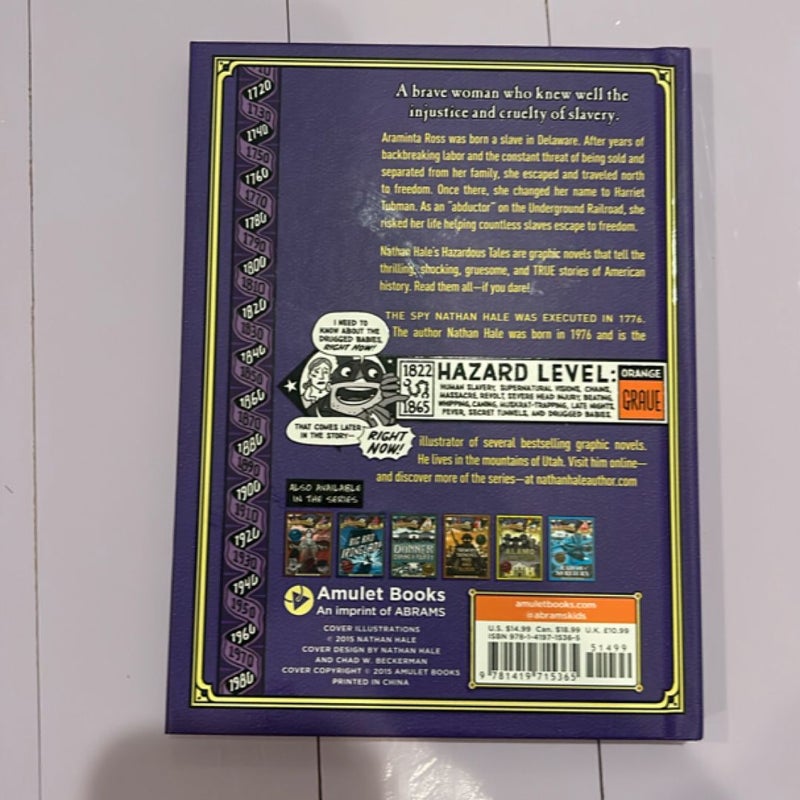 1720
1730
1740
1750
1760
1770
1780
1790
1800
1810
1820
1830
1840
1850
1860
1870
1880
1890
1900
1910
1920
1930
1940
1950
1960
1970
1980
A brave woman who knew well the
injustice and cruelty of slavery.
Araminta Ross was born a slave in Delaware. After years of
backbreaking labor and the constant threat of being sold and
separated from her family, she escaped and traveled north
to freedom. Once there, she changed her name to Harriet
Tubman. As an "abductor" on the Underground Railroad, she
risked her life helping countless slaves escape to freedom.
Nathan Hale's Hazardous Tales are graphic novels that tell the
thrilling, shocking, gruesome, and TRUE stories of American
history. Read them all—if you dare!
THE SPY NATHAN HALE WAS EXECUTED IN 1776.
The author Nathan Hale was born in 1976 and is the
I NEED TO
KNOW ABOUT THE
DRUGGED BABIES,
RIGHT NOW!
THAT COMES LATER
IN THE STORY—
RIGHT
NOW!
1822
1865
HAZARD LEVEL:
HUMAN SLAVERY, SUPERNATURAL VISIONS, CHAINS,
MASSACRE, REVOLT, SEVERE HEAD INJURY, BEATING,
WHIPPING, CANING, MUSKRAT-TRAPPING, LATE NIGHTS,
FEVER, SECRET TUNNELS, AND DRUGGED BABIES.
ORANGE
GRAVE
illustrator of several bestselling graphic novels.
He lives in the mountains of Utah. Visit him online—
and discover more of the series—at nathanhaleauthor.com
ALSO AVAILABLE
IN THE SERIES
BIG BAD
IRONCLAD!
DONNER
ALAMO
Amulet Books
An imprint of ABRAMS
COVER ILLUSTRATIONS
© 2015 NATHAN HALE
COVER DESIGN BY NATHAN HALE
AND CHAD W. BECKERMAN
COVER COPYRIGHT © 2015 AMULET BOOKS
PRINTED IN CHINA
amuletbooks.com
@abramskids
U.S. $14.99 Can. $18.99 U.K. £10.99
ISBN 978-1-4197-1536-5
51499
9 781419 715365